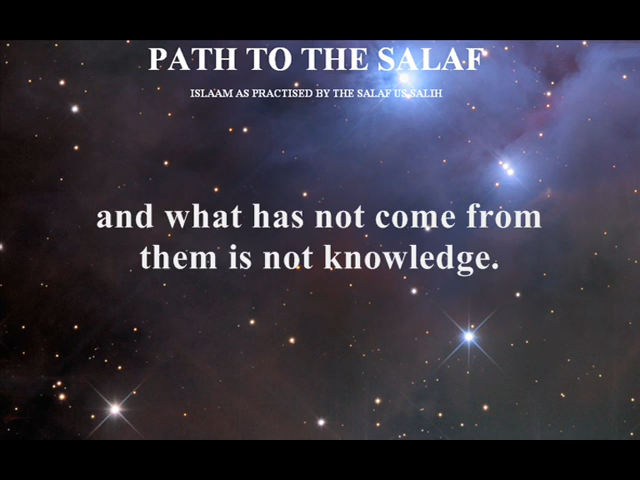 PATH TO THE SALAF
ISLAAM AS PRACTISED BY THE SALAF US SALIH
and what has not come from
them is not knowledge.